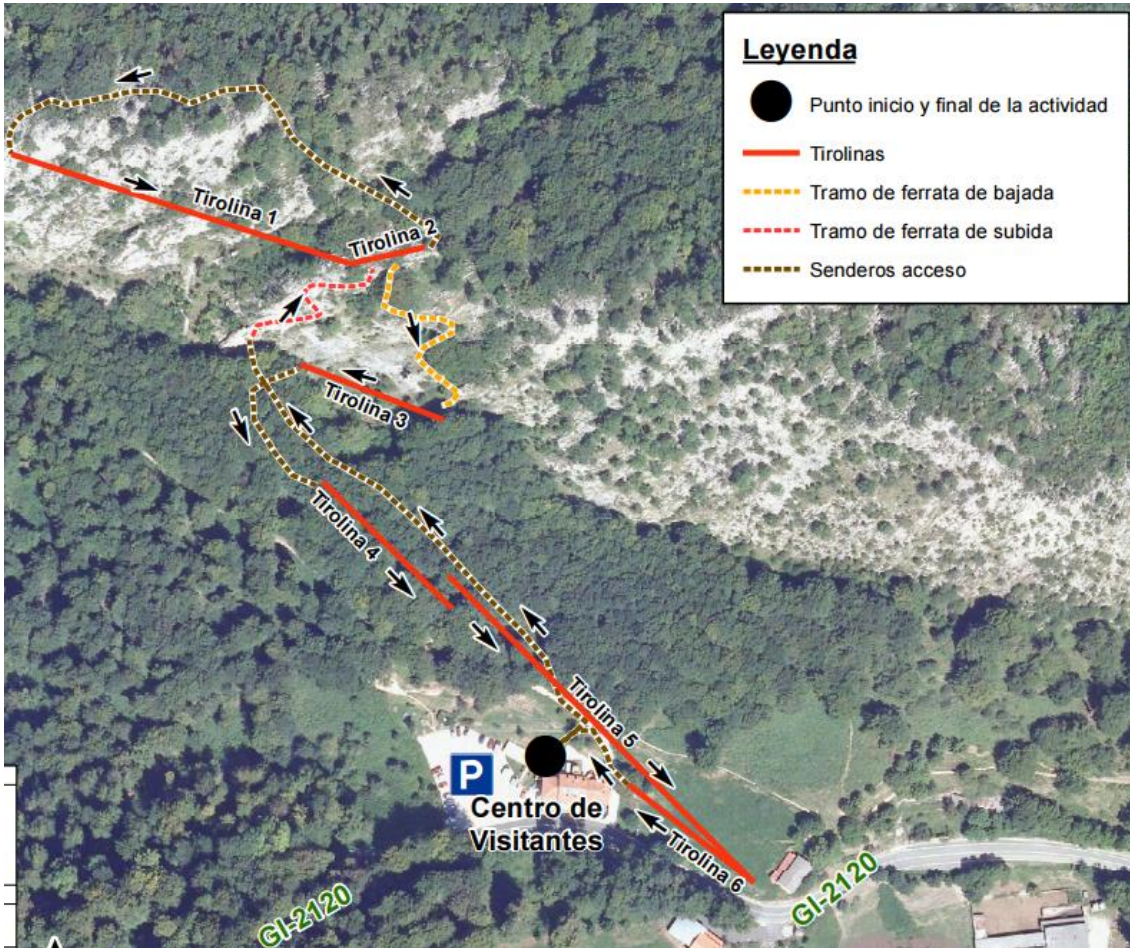 Leyenda
Punto inicio y final de la actividad
Tirolinas
Tramo de ferrata de bajada
Tramo de ferrata de subida
Senderos acceso
Tirolina 1
Tirolina 2
Tirolina 3
Tirolina 4
Tirolina 5
P
Centro de
Visitantes
Tirolina 6
GI-2120
GI-2120